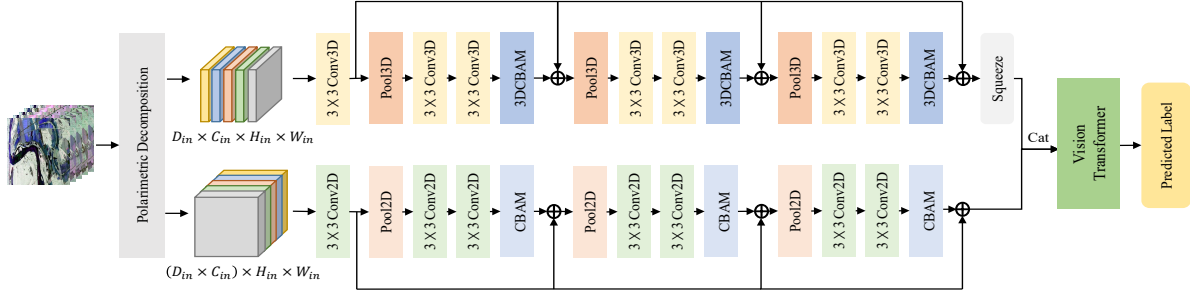 Polarimetric Decomposition
D_in × C_in × H_in × W_in
3 X 3 Conv3D
Pool3D
3 X 3 Conv3D
3 X 3 Conv3D
3DCBAM
Pool3D
3 X 3 Conv3D
3 X 3 Conv3D
3DCBAM
Pool3D
3 X 3 Conv3D
3 X 3 Conv3D
3DCBAM
Squeeze
(D_in × C_in) × H_in × W_in
3 X 3 Conv2D
Pool2D
3 X 3 Conv2D
3 X 3 Conv2D
CBAM
Pool2D
3 X 3 Conv2D
3 X 3 Conv2D
CBAM
Pool2D
3 X 3 Conv2D
3 X 3 Conv2D
CBAM
Cat
Vision
Transformer
Predicted Label